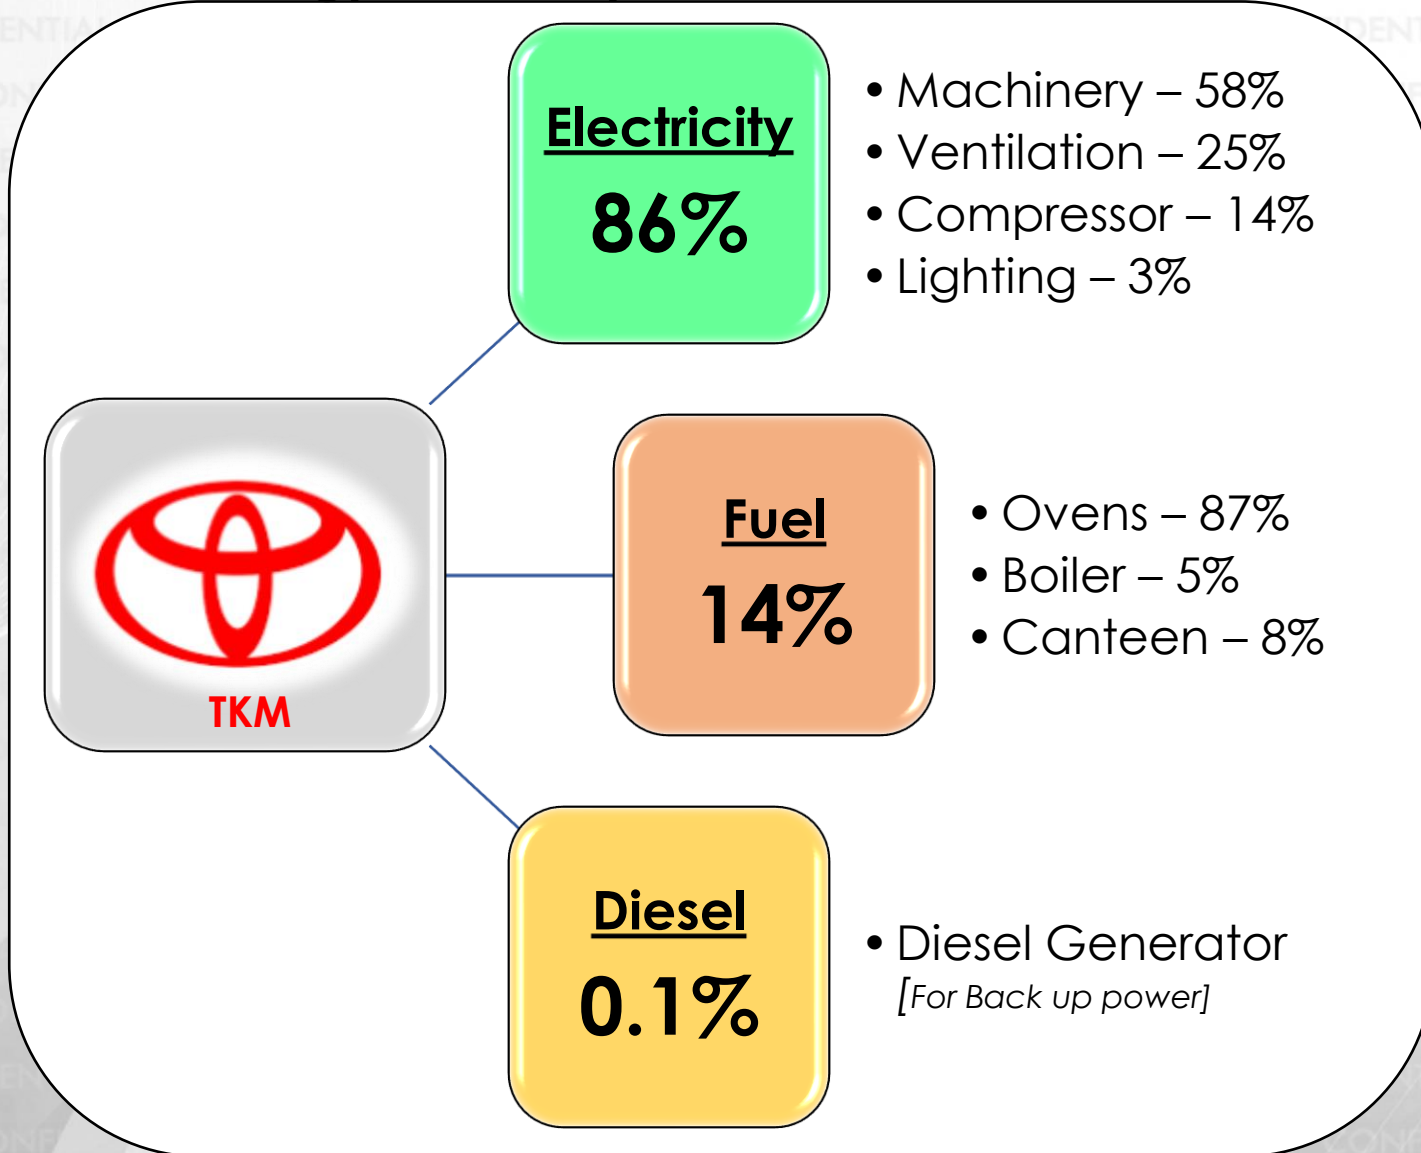 Electricity
86%
• Machinery – 58%
• Ventilation – 25%
• Compressor – 14%
• Lighting – 3%
TKM
Fuel
14%
• Ovens – 87%
• Boiler – 5%
• Canteen – 8%
Diesel
0.1%
• Diesel Generator
[For Back up power]